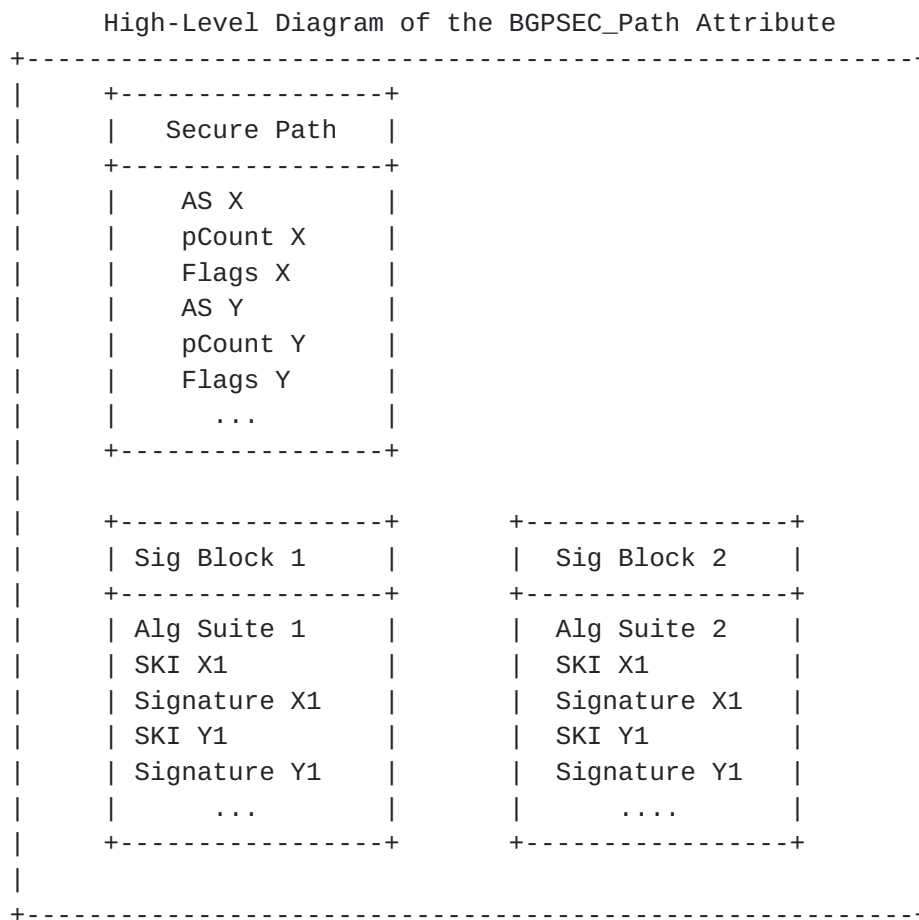 High-Level Diagram of the BGPSEC_Path Attribute
Secure Path
AS X
pCount X
Flags X
AS Y
pCount Y
Flags Y
...
Sig Block 1
Alg Suite 1
SKI X1
Signature X1
SKI Y1
Signature Y1
...
Sig Block 2
Alg Suite 2
SKI X1
Signature X1
SKI Y1
Signature Y1
....